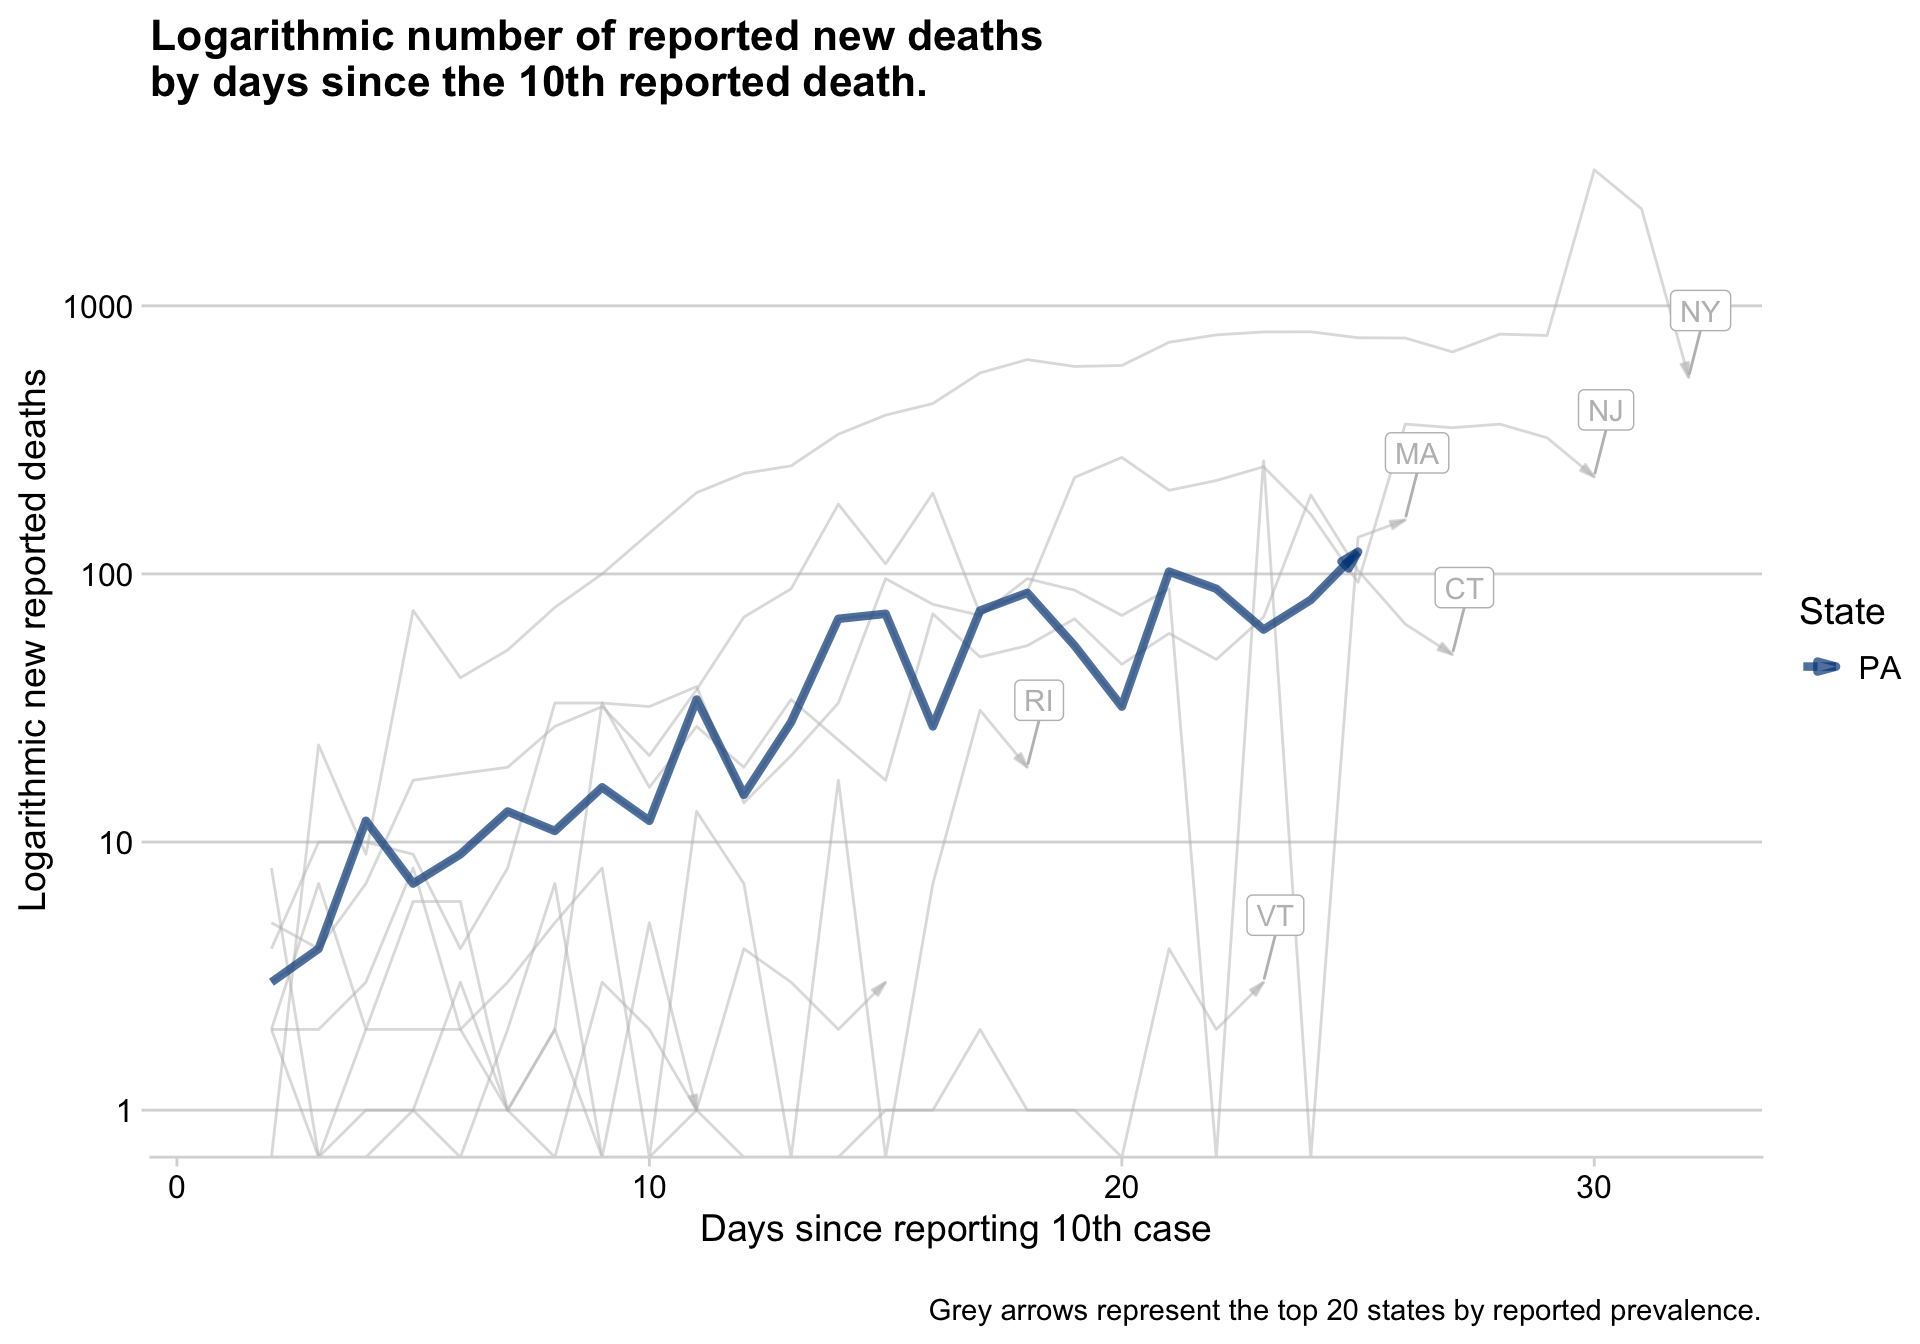 Logarithmic number of reported new deaths
by days since the 10th reported death.
Logarithmic new reported deaths
1000
100
10
1
NY
NJ
MA
CT
RI
VT
State
PA
0
10
20
30
Days since reporting 10th case
Grey arrows represent the top 20 states by reported prevalence.